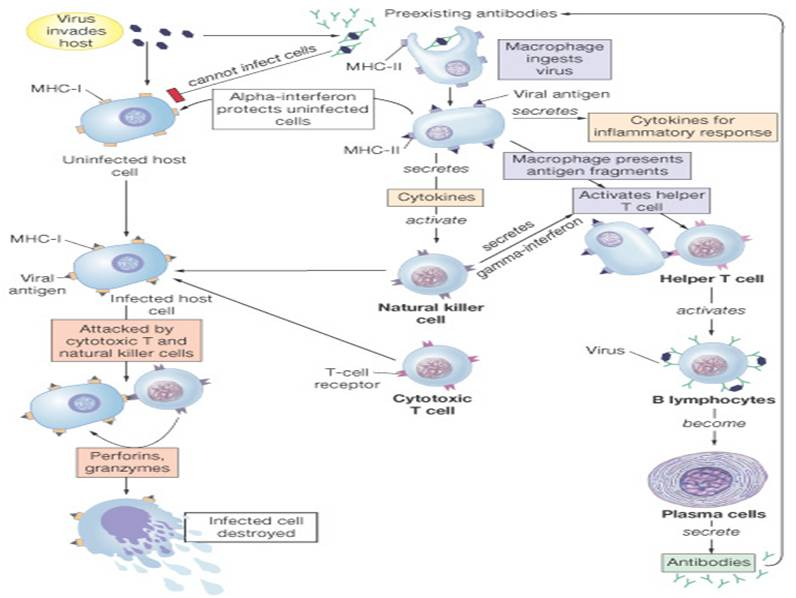 Virus
invades
host
Preexisting antibodies
cannot infect cells
MHC-II
Macrophage
ingests
virus
MHC-I
Alpha-interferon
protects uninfected
cells
Viral antigen
secretes
Cytokines for
inflammatory response
MHC-II
Uninfected host
cell
secretes
Macrophage presents
antigen fragments
Cytokines
Activates helper
T cell
activate
secretes
gamma-interferon
MHC-I
Viral
antigen
Infected host
cell
Natural killer
cell
Helper T cell
activates
Attacked by
cytotoxic T and
natural killer cells
Virus
T-cell
receptor
Cytotoxic
T cell
B lymphocytes
become
Perforins,
granzymes
Plasma cells
Infected cell
destroyed
secrete
Antibodies